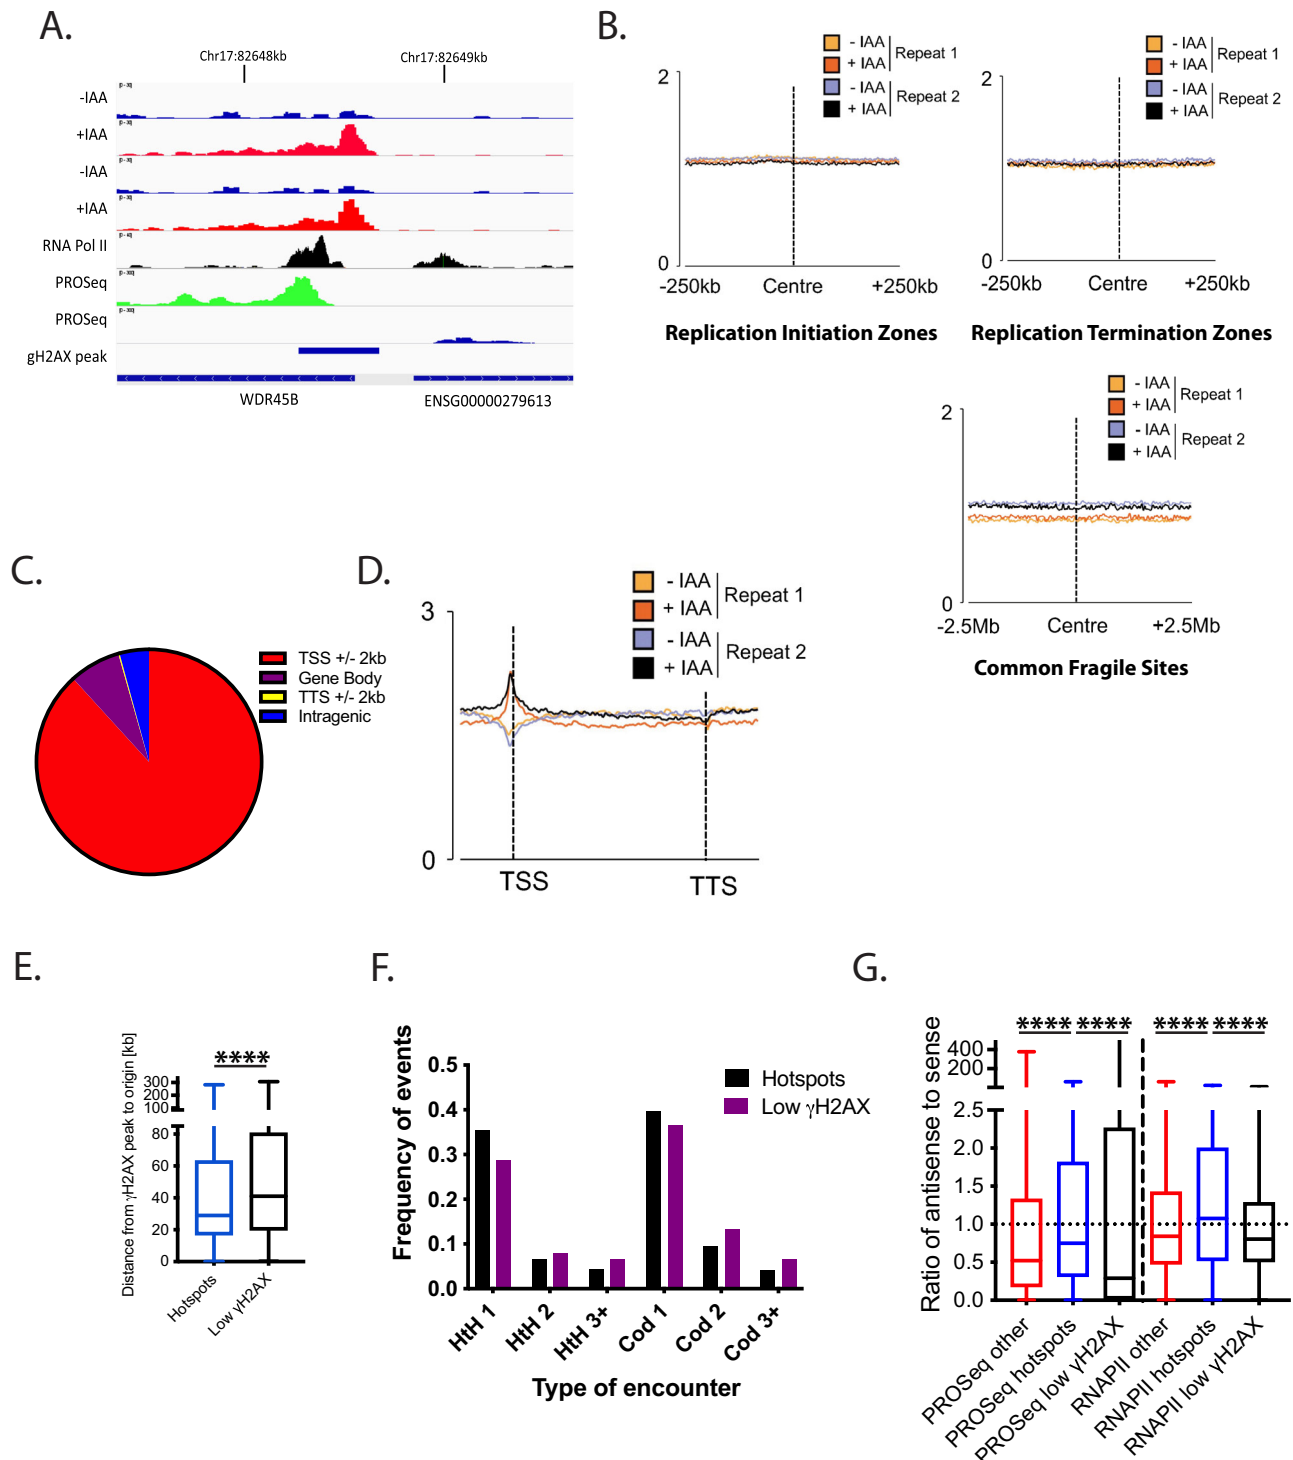 A.
Chr17:82648kb
Chr17:82649kb
-IAA
+IAA
-IAA
+IAA
RNA Pol II
PROSeq
PROSeq
gH2AX peak
WDR45B
ENSG00000279613
B.
- IAA
+ IAA
Repeat 1
- IAA
+ IAA
Repeat 2
2
0
-250kb
Centre
+250kb
Replication Initiation Zones
- IAA
+ IAA
Repeat 1
- IAA
+ IAA
Repeat 2
2
0
-250kb
Centre
+250kb
Replication Termination Zones
- IAA
+ IAA
Repeat 1
- IAA
+ IAA
Repeat 2
2
0
-2.5Mb
Centre
+2.5Mb
Common Fragile Sites
C.
TSS +/- 2kb
Gene Body
TTS +/- 2kb
Intragenic
D.
- IAA
+ IAA
Repeat 1
- IAA
+ IAA
Repeat 2
3
0
TSS
TTS
E.
Distance from γH2AX peak to origin [kb]
300
200
100
80
60
40
20
0
****
Hotspots
Low γH2AX
F.
Frequency of events
0.5
0.4
0.3
0.2
0.1
0.0
Hotspots
Low γH2AX
HtH 1
HtH 2
HtH 3+
Cod 1
Cod 2
Cod 3+
Type of encounter
G.
Ratio of antisense to sense
400
200
0
2.5
2.0
1.5
1.0
0.5
0.0
**** **** **** ****
PROSeq other
PROSeq hotspots
PROSeq low γH2AX
RNAPII other
RNAPII hotspots
RNAPII low γH2AX